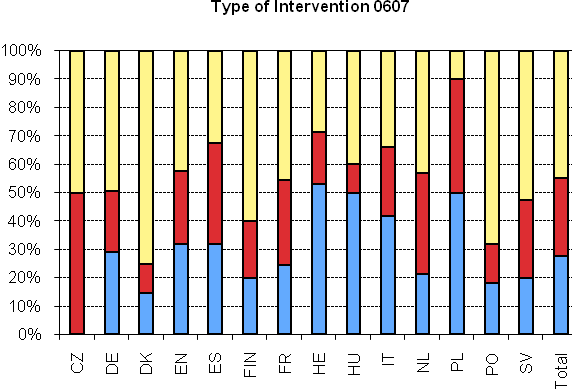 Type of Intervention 0607
100%
90%
80%
70%
60%
50%
40%
30%
20%
10%
0%
CZ
DE
DK
EN
ES
FIN
FR
HE
HU
IT
NL
PL
PO
SV
Total